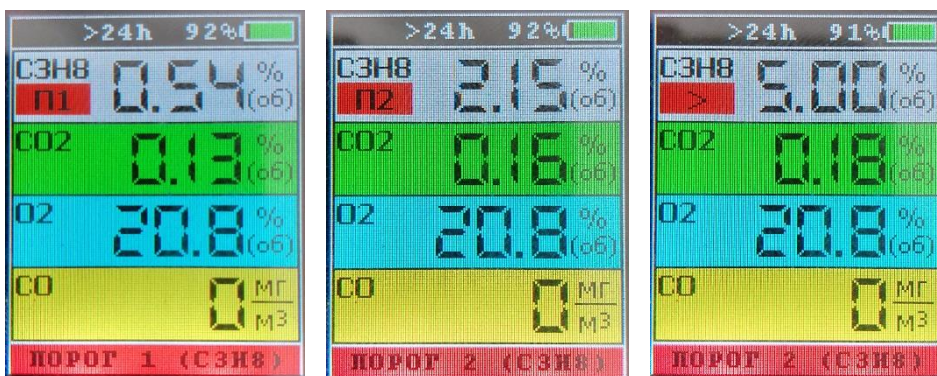 >24h 92%
C3H8 0.54 %
П1 (об)
CO2 0.13 %
(об)
O2 20.8 %
(об)
CO 0 мг
м3
ПОРОГ 1 (C3H8)
>24h 92%
C3H8 2.15 %
П2 (об)
CO2 0.16 %
(об)
O2 20.8 %
(об)
CO 0 мг
м3
ПОРОГ 2 (C3H8)
>24h 91%
C3H8 5.00 %
> (об)
CO2 0.18 %
(об)
O2 20.8 %
(об)
CO 0 мг
м3
ПОРОГ 2 (C3H8)